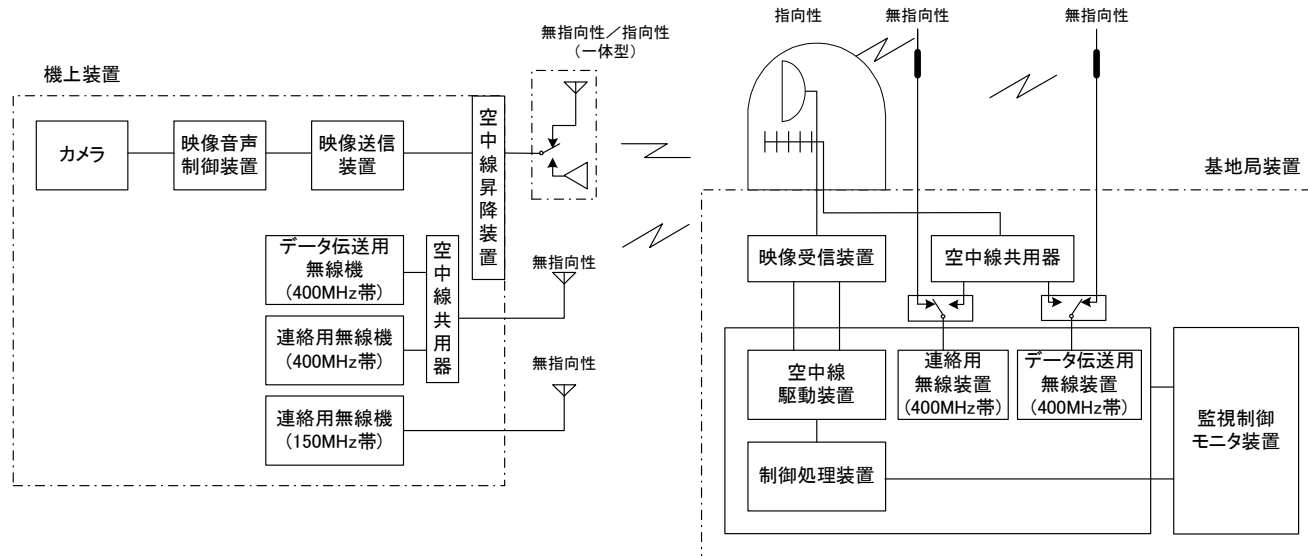 機上装置
無指向性／指向性
（一体型）
カメラ
映像音声
制御装置
映像送信
装置
空中線昇降装置
データ伝送用
無線機
(400MHz帯)
連絡用無線機
(400MHz帯)
連絡用無線機
(150MHz帯)
空中線共用器
無指向性
無指向性
指向性
無指向性
無指向性
基地局装置
映像受信装置
空中線共用器
空中線
駆動装置
連絡用
無線装置
(400MHz帯)
データ伝送用
無線装置
(400MHz帯)
制御処理装置
監視制御
モニタ装置